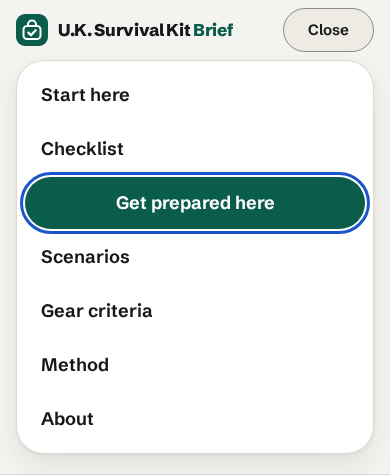 U.K. Survival Kit Brief
Close
Start here
Checklist
Get prepared here
Scenarios
Gear criteria
Method
About